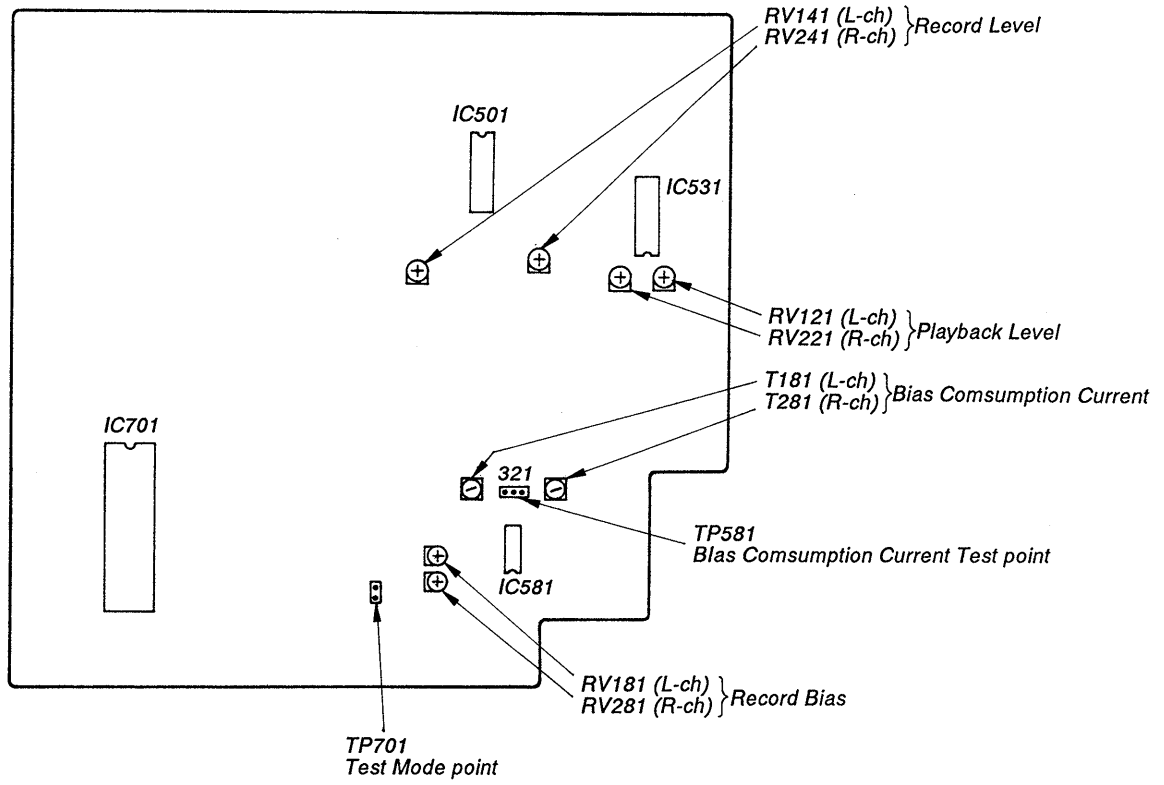 RV141 (L-ch)
RV241 (R-ch)
Record Level
IC501
IC531
RV121 (L-ch)
RV221 (R-ch)
Playback Level
T181 (L-ch)
T281 (R-ch)
Bias Comsumption Current
IC701
321
TP581
BIas Comsumption Current Test point
IC581
RV181 (L-ch)
RV281 (R-ch)
Record Bias
TP701
Test Mode point